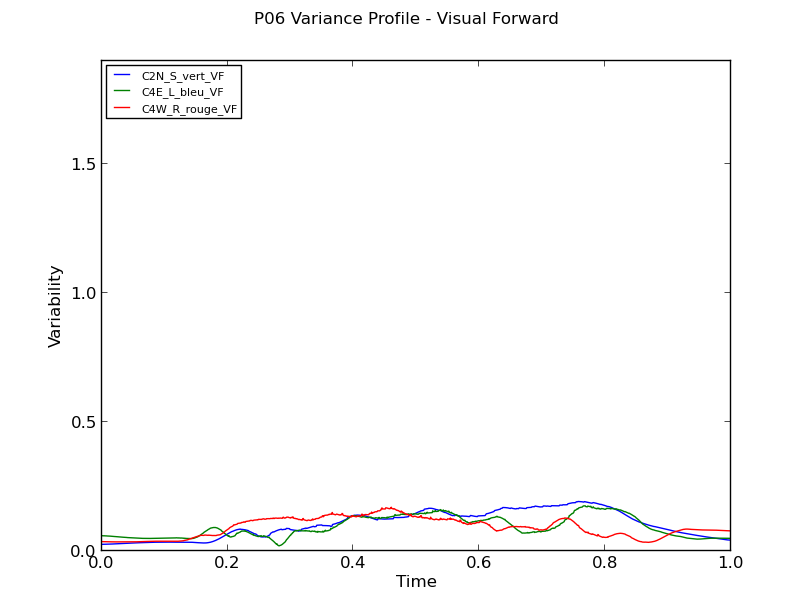 P06 Variance Profile - Visual Forward
C2N_S_vert_VF
C4E_L_bleu_VF
C4W_R_rouge_VF
1.5
1.0
0.5
0.0
Variability
0.0 0.2 0.4 0.6 0.8 1.0
Time